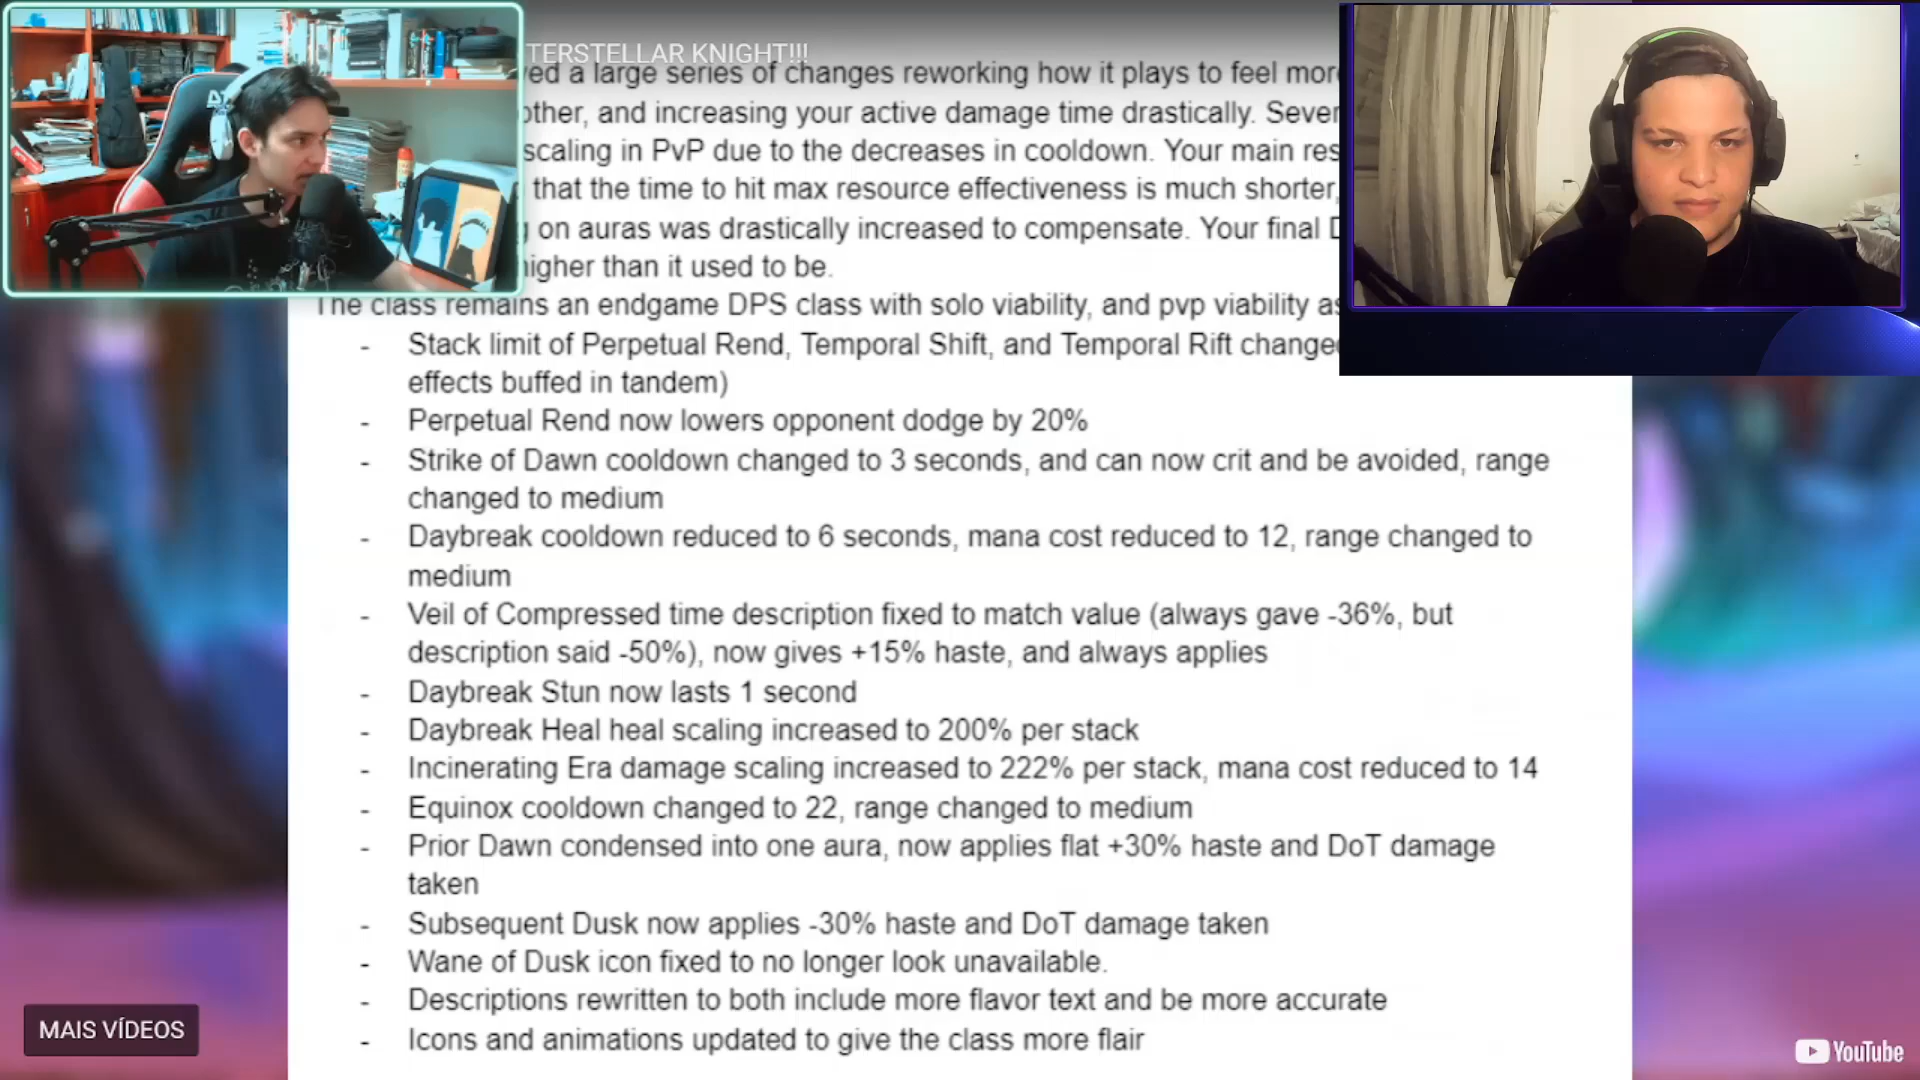 TERSTELLAR KNIGHT!!!
ed a large series of changes reworking how it plays to feel mor
other, and increasing your active damage time drastically. Sever
scaling in PvP due to the decreases in cooldown. Your main res
that the time to hit max resource effectiveness is much shorter,
on auras was drastically increased to compensate. Your final D
igher than it used to be.
The class remains an endgame DPS class with solo viability, and pvp viability as
- Stack limit of Perpetual Rend, Temporal Shift, and Temporal Rift change
effects buffed in tandem)
- Perpetual Rend now lowers opponent dodge by 20%
- Strike of Dawn cooldown changed to 3 seconds, and can now crit and be avoided, range
changed to medium
- Daybreak cooldown reduced to 6 seconds, mana cost reduced to 12, range changed to
medium
- Veil of Compressed time description fixed to match value (always gave -36%, but
description said -50%), now gives +15% haste, and always applies
- Daybreak Stun now lasts 1 second
- Daybreak Heal heal scaling increased to 200% per stack
- Incinerating Era damage scaling increased to 222% per stack, mana cost reduced to 14
- Equinox cooldown changed to 22, range changed to medium
- Prior Dawn condensed into one aura, now applies flat +30% haste and DoT damage
taken
- Subsequent Dusk now applies -30% haste and DoT damage taken
- Wane of Dusk icon fixed to no longer look unavailable.
- Descriptions rewritten to both include more flavor text and be more accurate
- Icons and animations updated to give the class more flair
MAIS VÍDEOS
YouTube